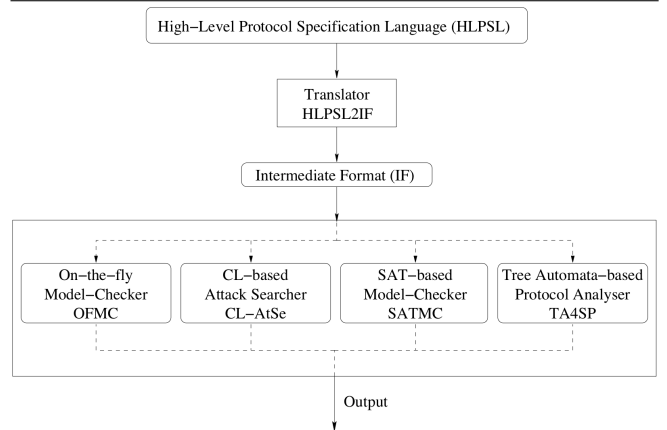 High−Level Protocol Specification Language (HLPSL)
Translator
HLPSL2IF
Intermediate Format (IF)
On−the−fly
Model−Checker
OFMC
CL−based
Attack Searcher
CL−AtSe
SAT−based
Model−Checker
SATMC
Tree Automata−based
Protocol Analyser
TA4SP
Output